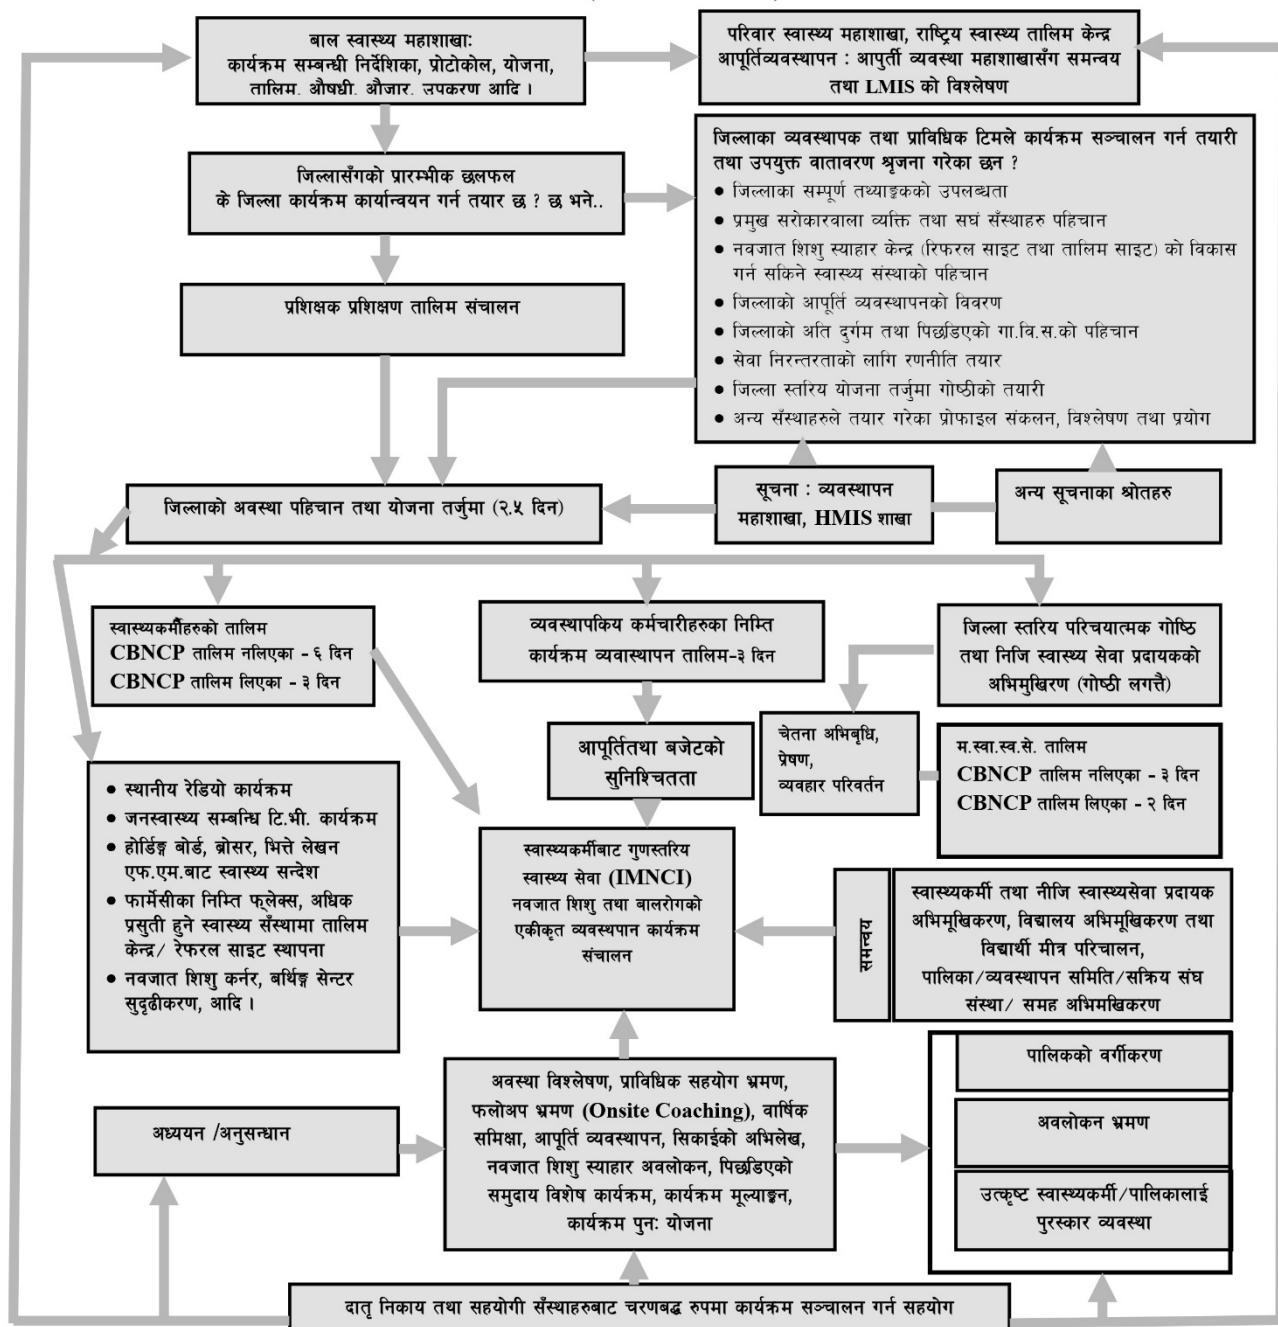 बाल स्वास्थ्य महाशाखा:
कार्यक्रम सम्बन्धी निर्देशिका, प्रोटोकोल, योजना,
तालिम, औषधी, औजार, उपकरण आदि ।
परिवार स्वास्थ्य महाशाखा, राष्ट्रिय स्वास्थ्य तालिम केन्द्र
आपूर्तिव्यवस्थापन : आपुर्ती व्यवस्था महाशाखासँग समन्वय
तथा LMIS को विश्लेषण
जिल्लासँगको प्रारम्भीक छलफल
के जिल्ला कार्यक्रम कार्यान्वयन गर्न तयार छ ? छ भने..
जिल्लाका व्यवस्थापक तथा प्राविधिक टिमले कार्यक्रम सञ्चालन गर्न तयारी
तथा उपयुक्त वातावरण श्रृजना गरेका छन ?
• जिल्लाका सम्पूर्ण तथ्याङ्कको उपलब्धता
• प्रमुख सरोकारवाला व्यक्ति तथा सघं सँस्थाहरु पहिचान
• नवजात शिशु स्याहार केन्द्र (रिफरल साइट तथा तालिम साइट) को विकास
गर्न सकिने स्वास्थ्य संस्थाको पहिचान
• जिल्लाको आपूर्ति व्यवस्थापनको विवरण
• जिल्लाको अति दुर्गम तथा पिछडिएको गा.वि.स.को पहिचान
• सेवा निरन्तरताको लागि रणनीति तयार
• जिल्ला स्तरिय योजना तर्जुमा गोष्ठीको तयारी
• अन्य सँस्थाहरुले तयार गरेका प्रोफाइल संकलन, विश्लेषण तथा प्रयोग
प्रशिक्षक प्रशिक्षण तालिम संचालन
जिल्लाको अवस्था पहिचान तथा योजना तर्जुमा (२.५ दिन)
सूचना : व्यवस्थापन
महाशाखा, HMIS शाखा
अन्य सूचनाका श्रोतहरु
स्वास्थ्यकर्मीहरुको तालिम
CBNCP तालिम नलिएका - ६ दिन
CBNCP तालिम लिएका - ३ दिन
व्यवस्थापकिय कर्मचारीहरुका निम्ति
कार्यक्रम व्यवास्थापन तालिम-३ दिन
जिल्ला स्तरिय परिचयात्मक गोष्ठि
तथा निजि स्वास्थ्य सेवा प्रदायकको
अभिमुखिरण (गोष्ठी लगत्तै)
आपूर्तितथा बजेटको
सुनिश्चितता
चेतना अभिबृधि,
प्रेषण,
व्यवहार परिवर्तन
म.स्वा.स्व.से. तालिम
CBNCP तालिम नलिएका - ३ दिन
CBNCP तालिम लिएका - २ दिन
• स्थानीय रेडियो कार्यक्रम
• जनस्वास्थ्य सम्बन्धि टि.भी. कार्यक्रम
• होर्डिङ्ग बोर्ड, ब्रोसर, भित्ते लेखन
एफ.एम.बाट स्वास्थ्य सन्देश
• फार्मेसीका निम्ति फ्लेक्स, अधिक
प्रसुती हुने स्वास्थ्य सँस्थामा तालिम
केन्द्र/ रेफरल साइट स्थापना
• नवजात शिशु कर्नर, बर्थिङ्ग सेन्टर
सुदृढीकरण, आदि ।
स्वास्थ्यकर्मीबाट गुणस्तरिय
स्वास्थ्य सेवा (IMNCI)
नवजात शिशु तथा बालरोगको
एकीकृत व्यवस्थपान कार्यक्रम
संचालन
समन्वय
स्वास्थ्यकर्मी तथा नीजि स्वास्थ्यसेवा प्रदायक
अभिमूखिकरण, विद्यालय अभिमूखिकरण तथा
विद्यार्थी मीत्र परिचालन,
पालिका/व्यवस्थापन समिति/सक्रिय संघ
संस्था/ समह अभिमखिकरण
अवस्था विश्लेषण, प्राविधिक सहयोग भ्रमण,
फलोअप भ्रमण (Onsite Coaching), वार्षिक
समिक्षा, आपूर्ति व्यवस्थापन, सिकाईको अभिलेख,
नवजात शिशु स्याहार अवलोकन, पिछडिएको
समुदाय विशेष कार्यक्रम, कार्यक्रम मूल्याङ्कन,
कार्यक्रम पुन: योजना
अध्ययन /अनुसन्धान
पालिकको वर्गीकरण
अवलोकन भ्रमण
उत्कृष्ट स्वास्थ्यकर्मी/पालिकालाई
पुरस्कार व्यवस्था
दातृ निकाय तथा सहयोगी सँस्थाहरुबाट चरणबद्ध रुपमा कार्यक्रम सञ्चालन गर्न सहयोग